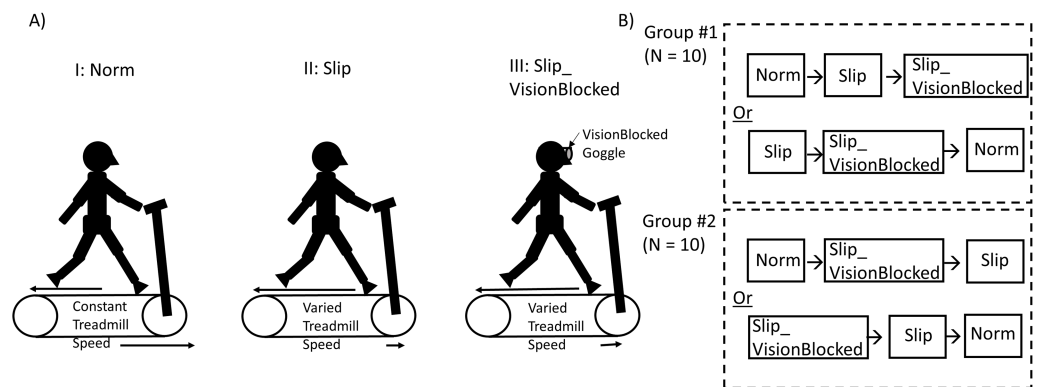 A)
I: Norm
II: Slip
III: Slip_
VisionBlocked
VisionBlocked
Goggle
Constant
Treadmill
Speed
Varied
Treadmill
Speed
Varied
Treadmill
Speed
B)
Group #1
(N = 10)
Norm
Slip
Slip_
VisionBlocked
Or
Slip
Slip_
VisionBlocked
Norm
Group #2
(N = 10)
Norm
Slip_
VisionBlocked
Slip
Or
Slip_
VisionBlocked
Slip
Norm